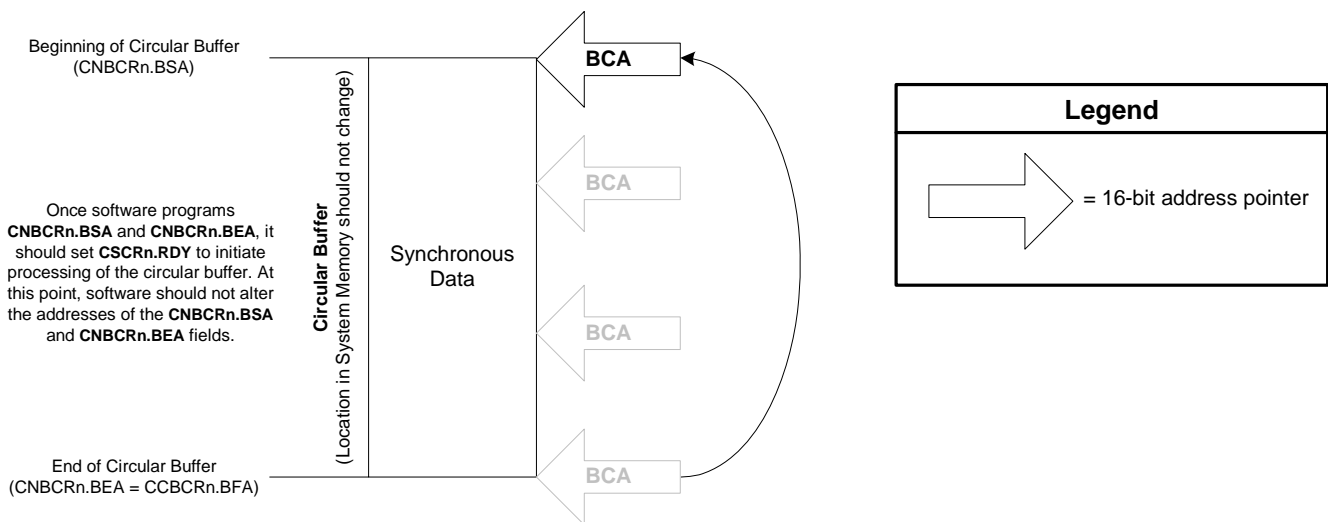 Beginning of Circular Buffer
(CNBCRn.BSA)
Once software programs
CNBCRn.BSA and CNBCRn.BEA, it
should set CSCRn.RDY to initiate
processing of the circular buffer. At
this point, software should not alter
the addresses of the CNBCRn.BSA
and CNBCRn.BEA fields.
End of Circular Buffer
(CNBCRn.BEA = CCBCRn.BFA)
Circular Buffer
(Location in System Memory should not change)
Synchronous
Data
BCA
BCA
BCA
BCA
Legend
= 16-bit address pointer